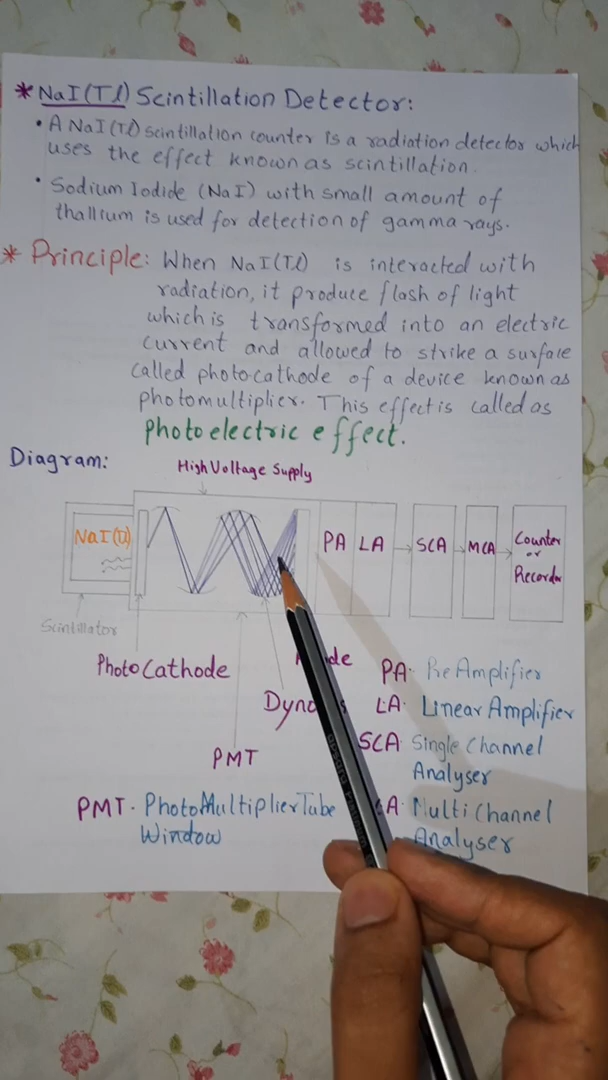 * NaI(Tl) Scintillation Detector:
• A NaI(Tl) scintillation counter is a radiation detector which
uses the effect known as scintillation.
• Sodium Iodide (NaI) with small amount of
thallium is used for detection of gamma rays.
* Principle: When NaI(Tl) is interacted with
radiation, it produce flash of light
which is transformed into an electric
current and allowed to strike a surface
called photocathode of a device known as
photomultiplier. This effect is called as
photoelectric effect.
Diagram:
High Voltage Supply
NaI(Tl)
PA LA SCA MCA Counter
or
Recorder
Scintillator
Photo Cathode
PMT
PA- PreAmplifier
LA- Linear Amplifier
SCA- Single Channel
Analyser
PMT- PhotoMultiplierTube
Window
Multi Channel
Analyser